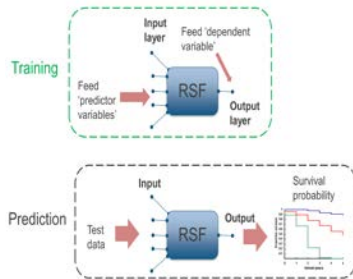 Training
Input
layer
Feed 'dependent
variable'
Feed
'predictor
variables'
RSF
Output
layer
Prediction
Input
Test
data
RSF
Output
Survival
probability